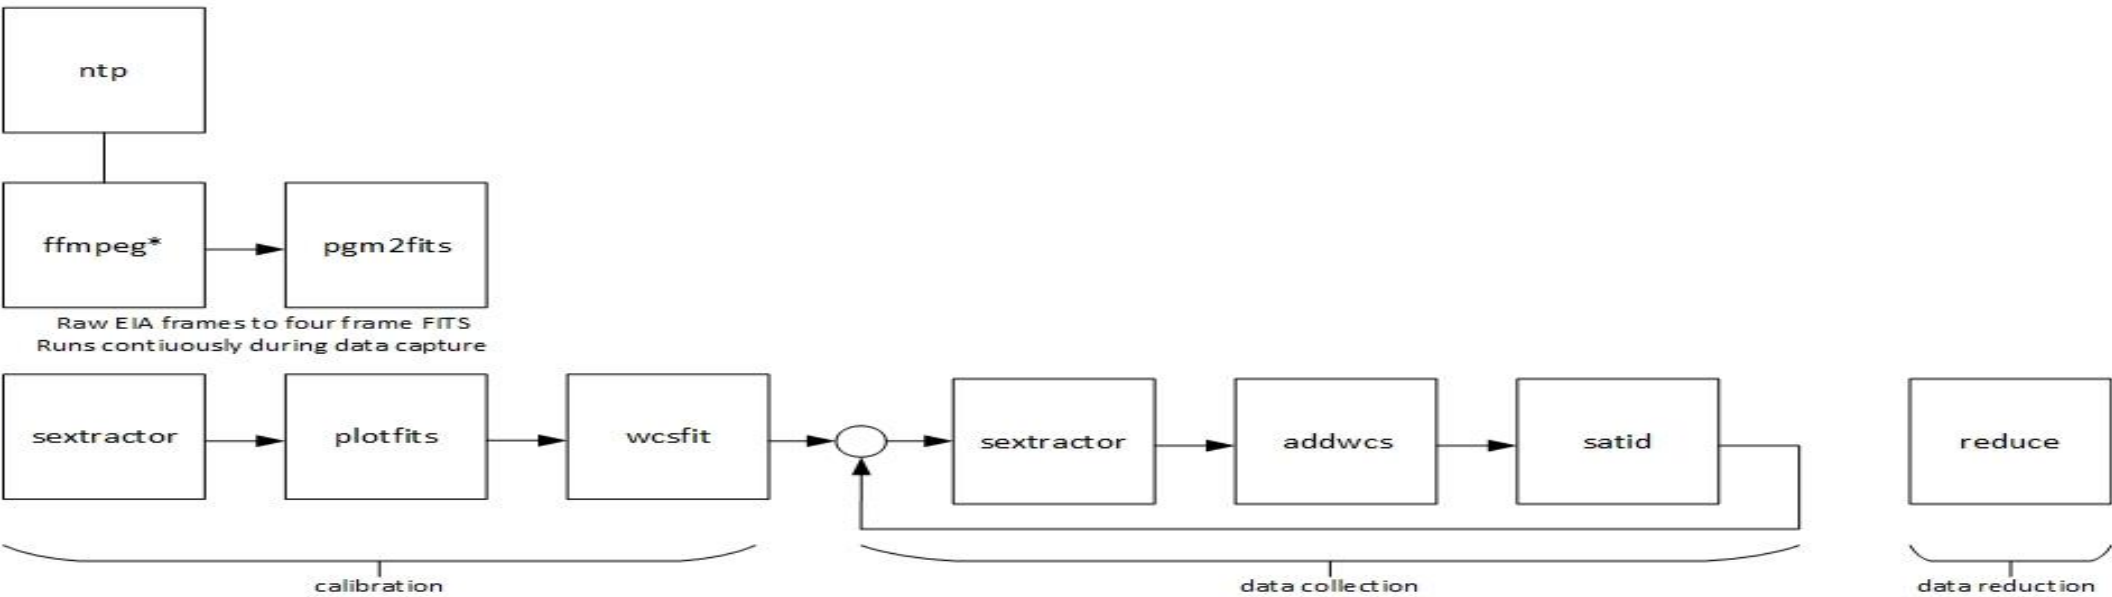 ntp
ffmpeg*
pgm2fits
Raw EIA frames to four frame FITS
Runs contiuously during data capture
sextractor
plotfits
wcsfit
sextractor
addwcs
satid
reduce
calibration
data collection
data reduction